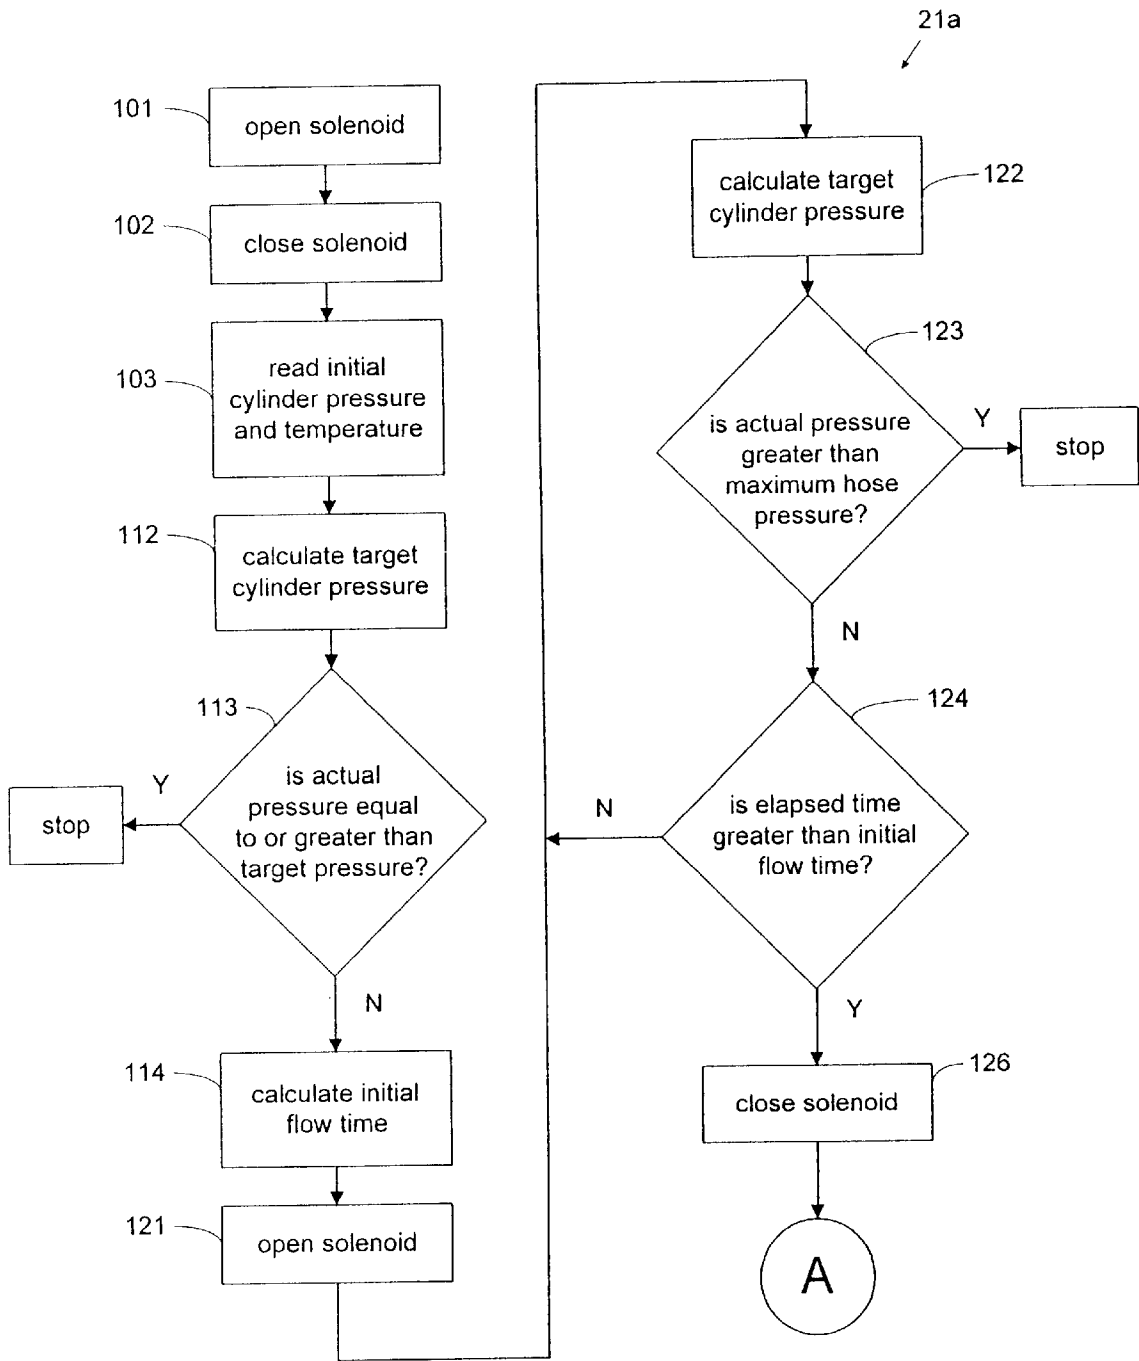 21a
101
open solenoid
102
close solenoid
103
read initial
cylinder pressure
and temperature
112
calculate target
cylinder pressure
113
is actual
pressure equal
to or greater than
target pressure?
Y
stop
N
114
calculate initial
flow time
121
open solenoid
122
calculate target
cylinder pressure
123
is actual pressure
greater than
maximum hose
pressure?
Y
stop
N
124
is elapsed time
greater than initial
flow time?
N
Y
126
close solenoid
A